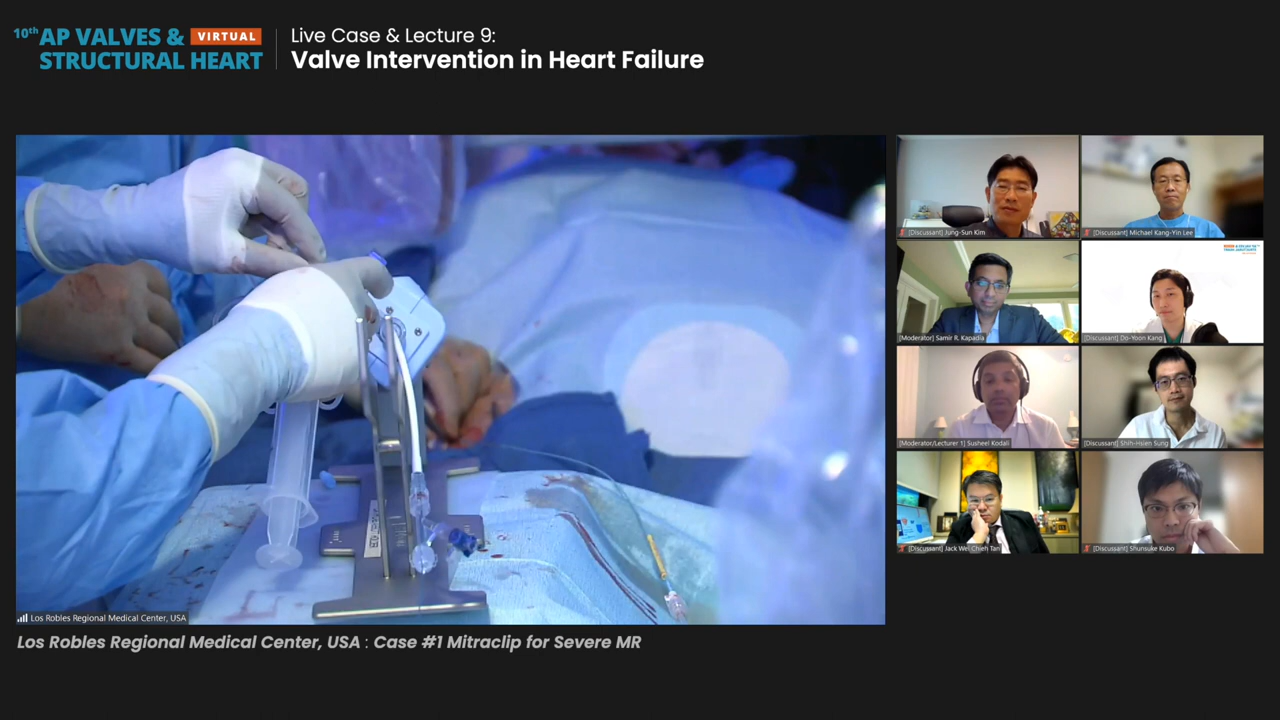 10th AP VALVES & VIRTUAL
STRUCTURAL HEART
Live Case & Lecture 9:
Valve Intervention in Heart Failure
[Discussant] Jung-Sun Kim
[Discussant] Michael Kang-Yin Lee
[Moderator] Samir R. Kapadia
[Discussant] Do-Yoon Kang
[Moderator/Lecturer 1] Susheel Kodali
[Discussant] Shih-Hsien Sung
[Discussant] Jack Wei Chieh Tan
[Discussant] Shunsuke Kubo
Los Robles Regional Medical Center, USA
Los Robles Regional Medical Center, USA : Case #1 Mitraclip for Severe MR